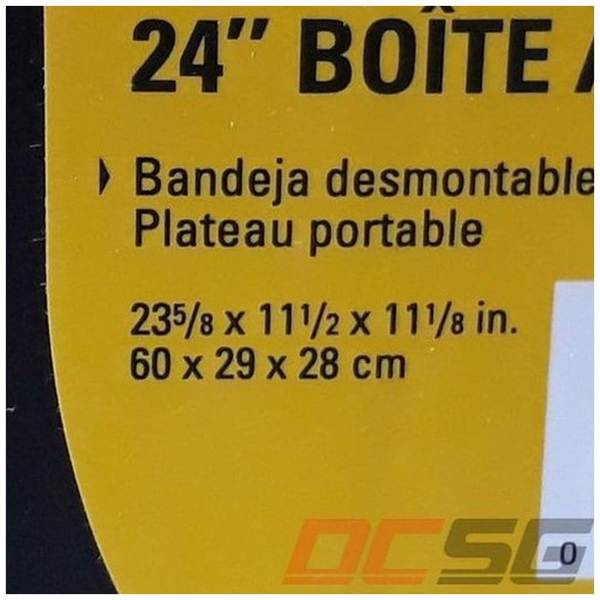 24" BOÎTE
Bandeja desmontable
Plateau portable
23⁵/₈ x 11¹/₂ x 11¹/₈ in.
60 x 29 x 28 cm
DCSG
0